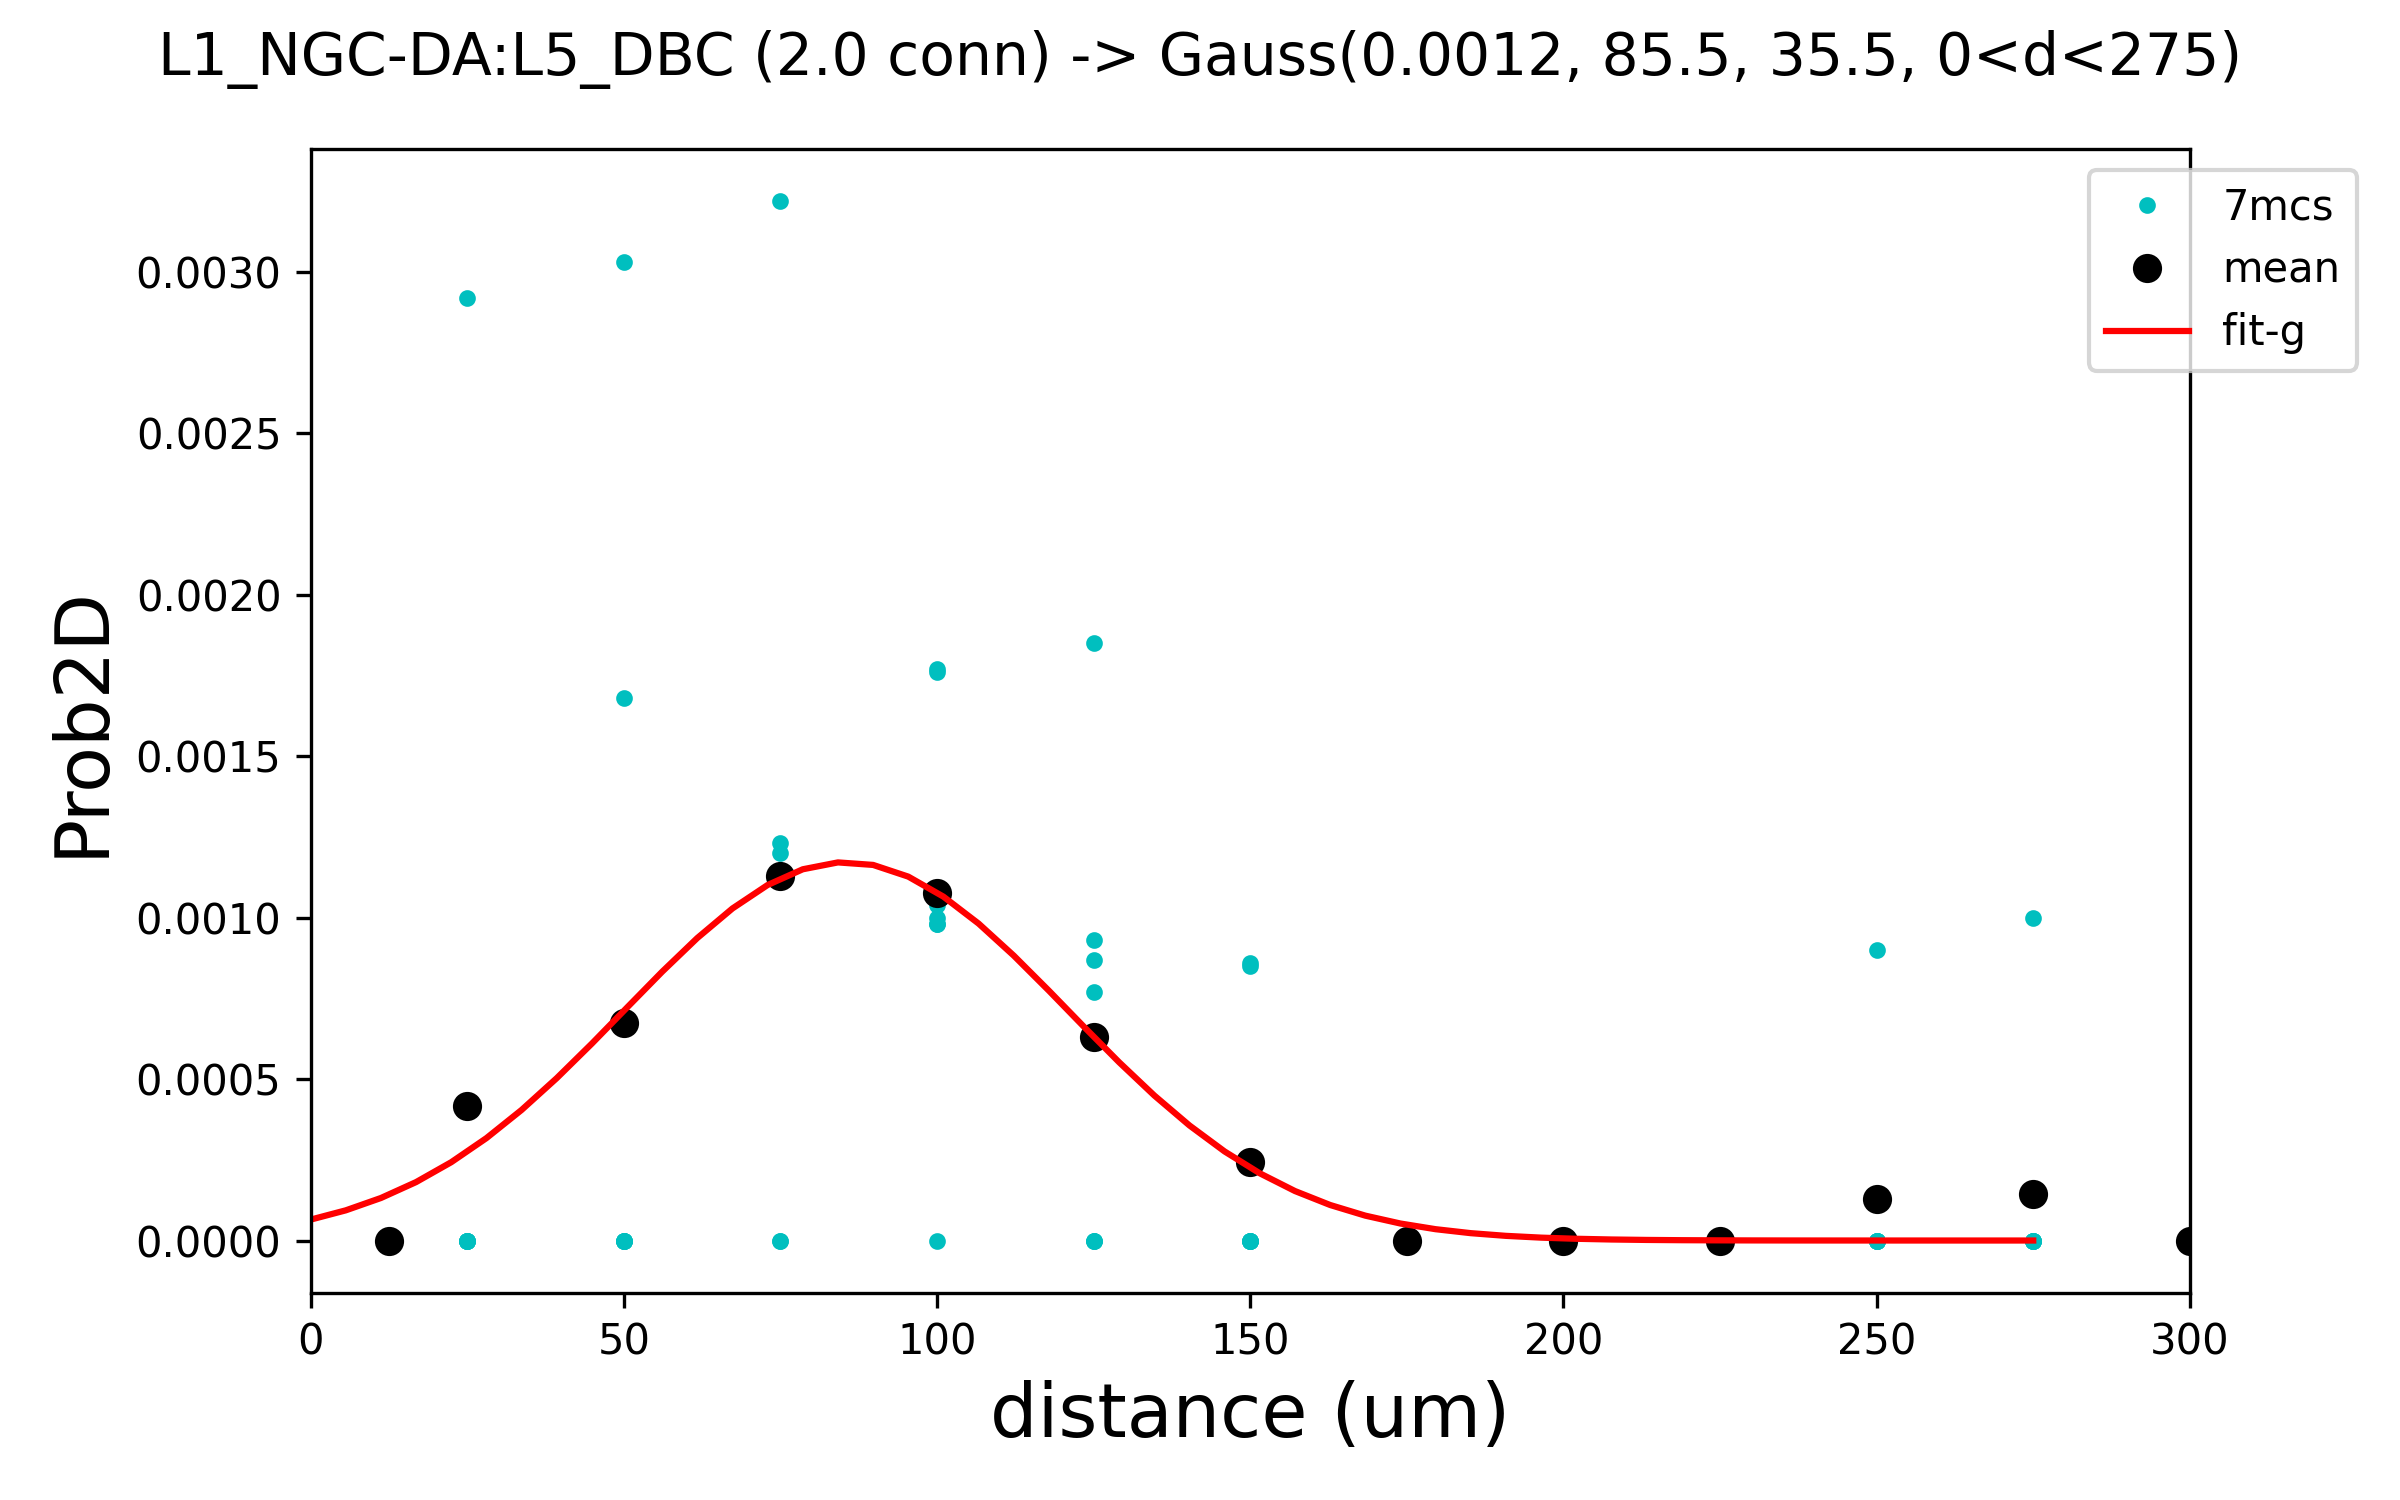 L1_NGC-DA:L5_DBC (2.0 conn) -> Gauss(0.0012, 85.5, 35.5, 0<d<275)
7mcs
mean
fit-g
0.0030
0.0025
0.0020
0.0015
0.0010
0.0005
0.0000
Prob2D
0 50 100 150 200 250 300
distance (um)